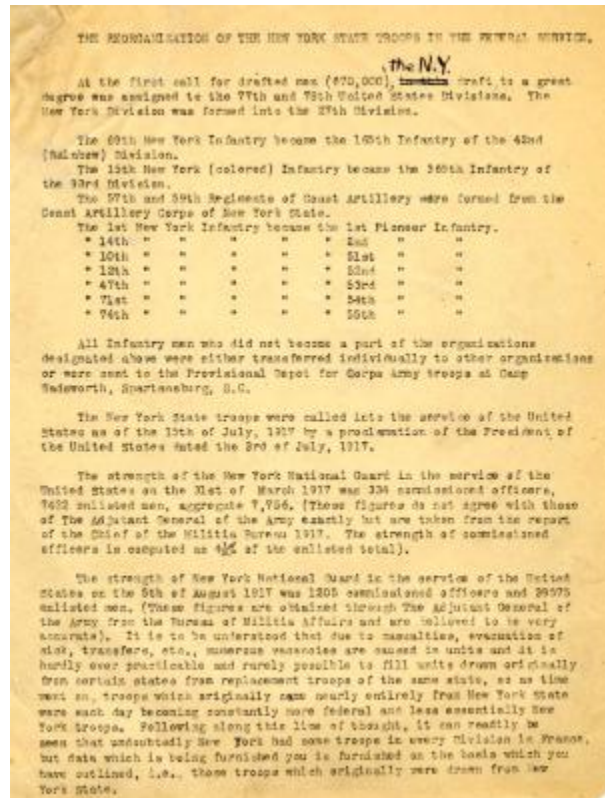 THE REORGANIZATION OF THE NEW YORK STATE TROOPS IN THE FEDERAL SERVICE.
the N.Y.
At the first call for drafted men (670,000), draft to a great
degree was assigned to the 77th and 78th United States Divisions. The
New York Division was formed into the 27th Division.
The 69th New York Infantry became the 165th Infantry of the 42nd
(Rainbow) Division.
The 15th New York (colored) Infantry became the 369th Infantry of
the 93rd Division.
The 57th and 59th Regiments of Coast Artillery were formed from the
Coast Artillery Corps of New York State.
The 1st New York Infantry became the 1st Pioneer Infantry.
" 14th " " " " " 2nd " "
" 10th " " " " " 51st " "
" 12th " " " " " 52nd " "
" 47th " " " " " 53rd " "
" 71st " " " " " 54th " "
" 74th " " " " " 55th " "
All Infantry men who did not become a part of the organizations
designated above were either transferred individually to other organizations
or were sent to the Provisional Depot for Corps Army troops at Camp
Wadsworth, Spartansburg, S.C.
The New York State troops were called into the service of the United
States as of the 15th of July, 1917 by a proclamation of the President of
the United States dated the 3rd of July, 1917.
The strength of the New York National Guard in the service of the
United States on the 31st of March 1917 was 334 commissioned officers,
7422 enlisted men, aggregate 7,756. (These figures do not agree with those
of The Adjutant General of the Army exactly but are taken from the report
of the Chief of the Militia Bureau 1917. The strength of commissioned
officers is computed as 4½% of the enlisted total).
The strength of New York National Guard in the service of the United
States on the 5th of August 1917 was 1205 commissioned officers and
enlisted men. (These figures are obtained through The Adjutant General of
the Army from the Bureau of Militia Affairs and are believed to be very
accurate). It is to be understood that due to casualties, evacuation of
sick, transfers, etc., numerous vacancies are caused in units and it is
hardly ever practicable and rarely possible to fill units drawn originally
from certain states from replacement troops of the same state, so as time
went on, troops which originally came nearly entirely from New York State
were each day becoming constantly more federal and less essentially New
York troops. Following along this line of thought, it can readily be
seen that undoubtedly New York had some troops in every Division in France,
but data which is being furnished you is furnished on the basis which you
have outlined, i.e., those troops which originally were drawn from New
York State.